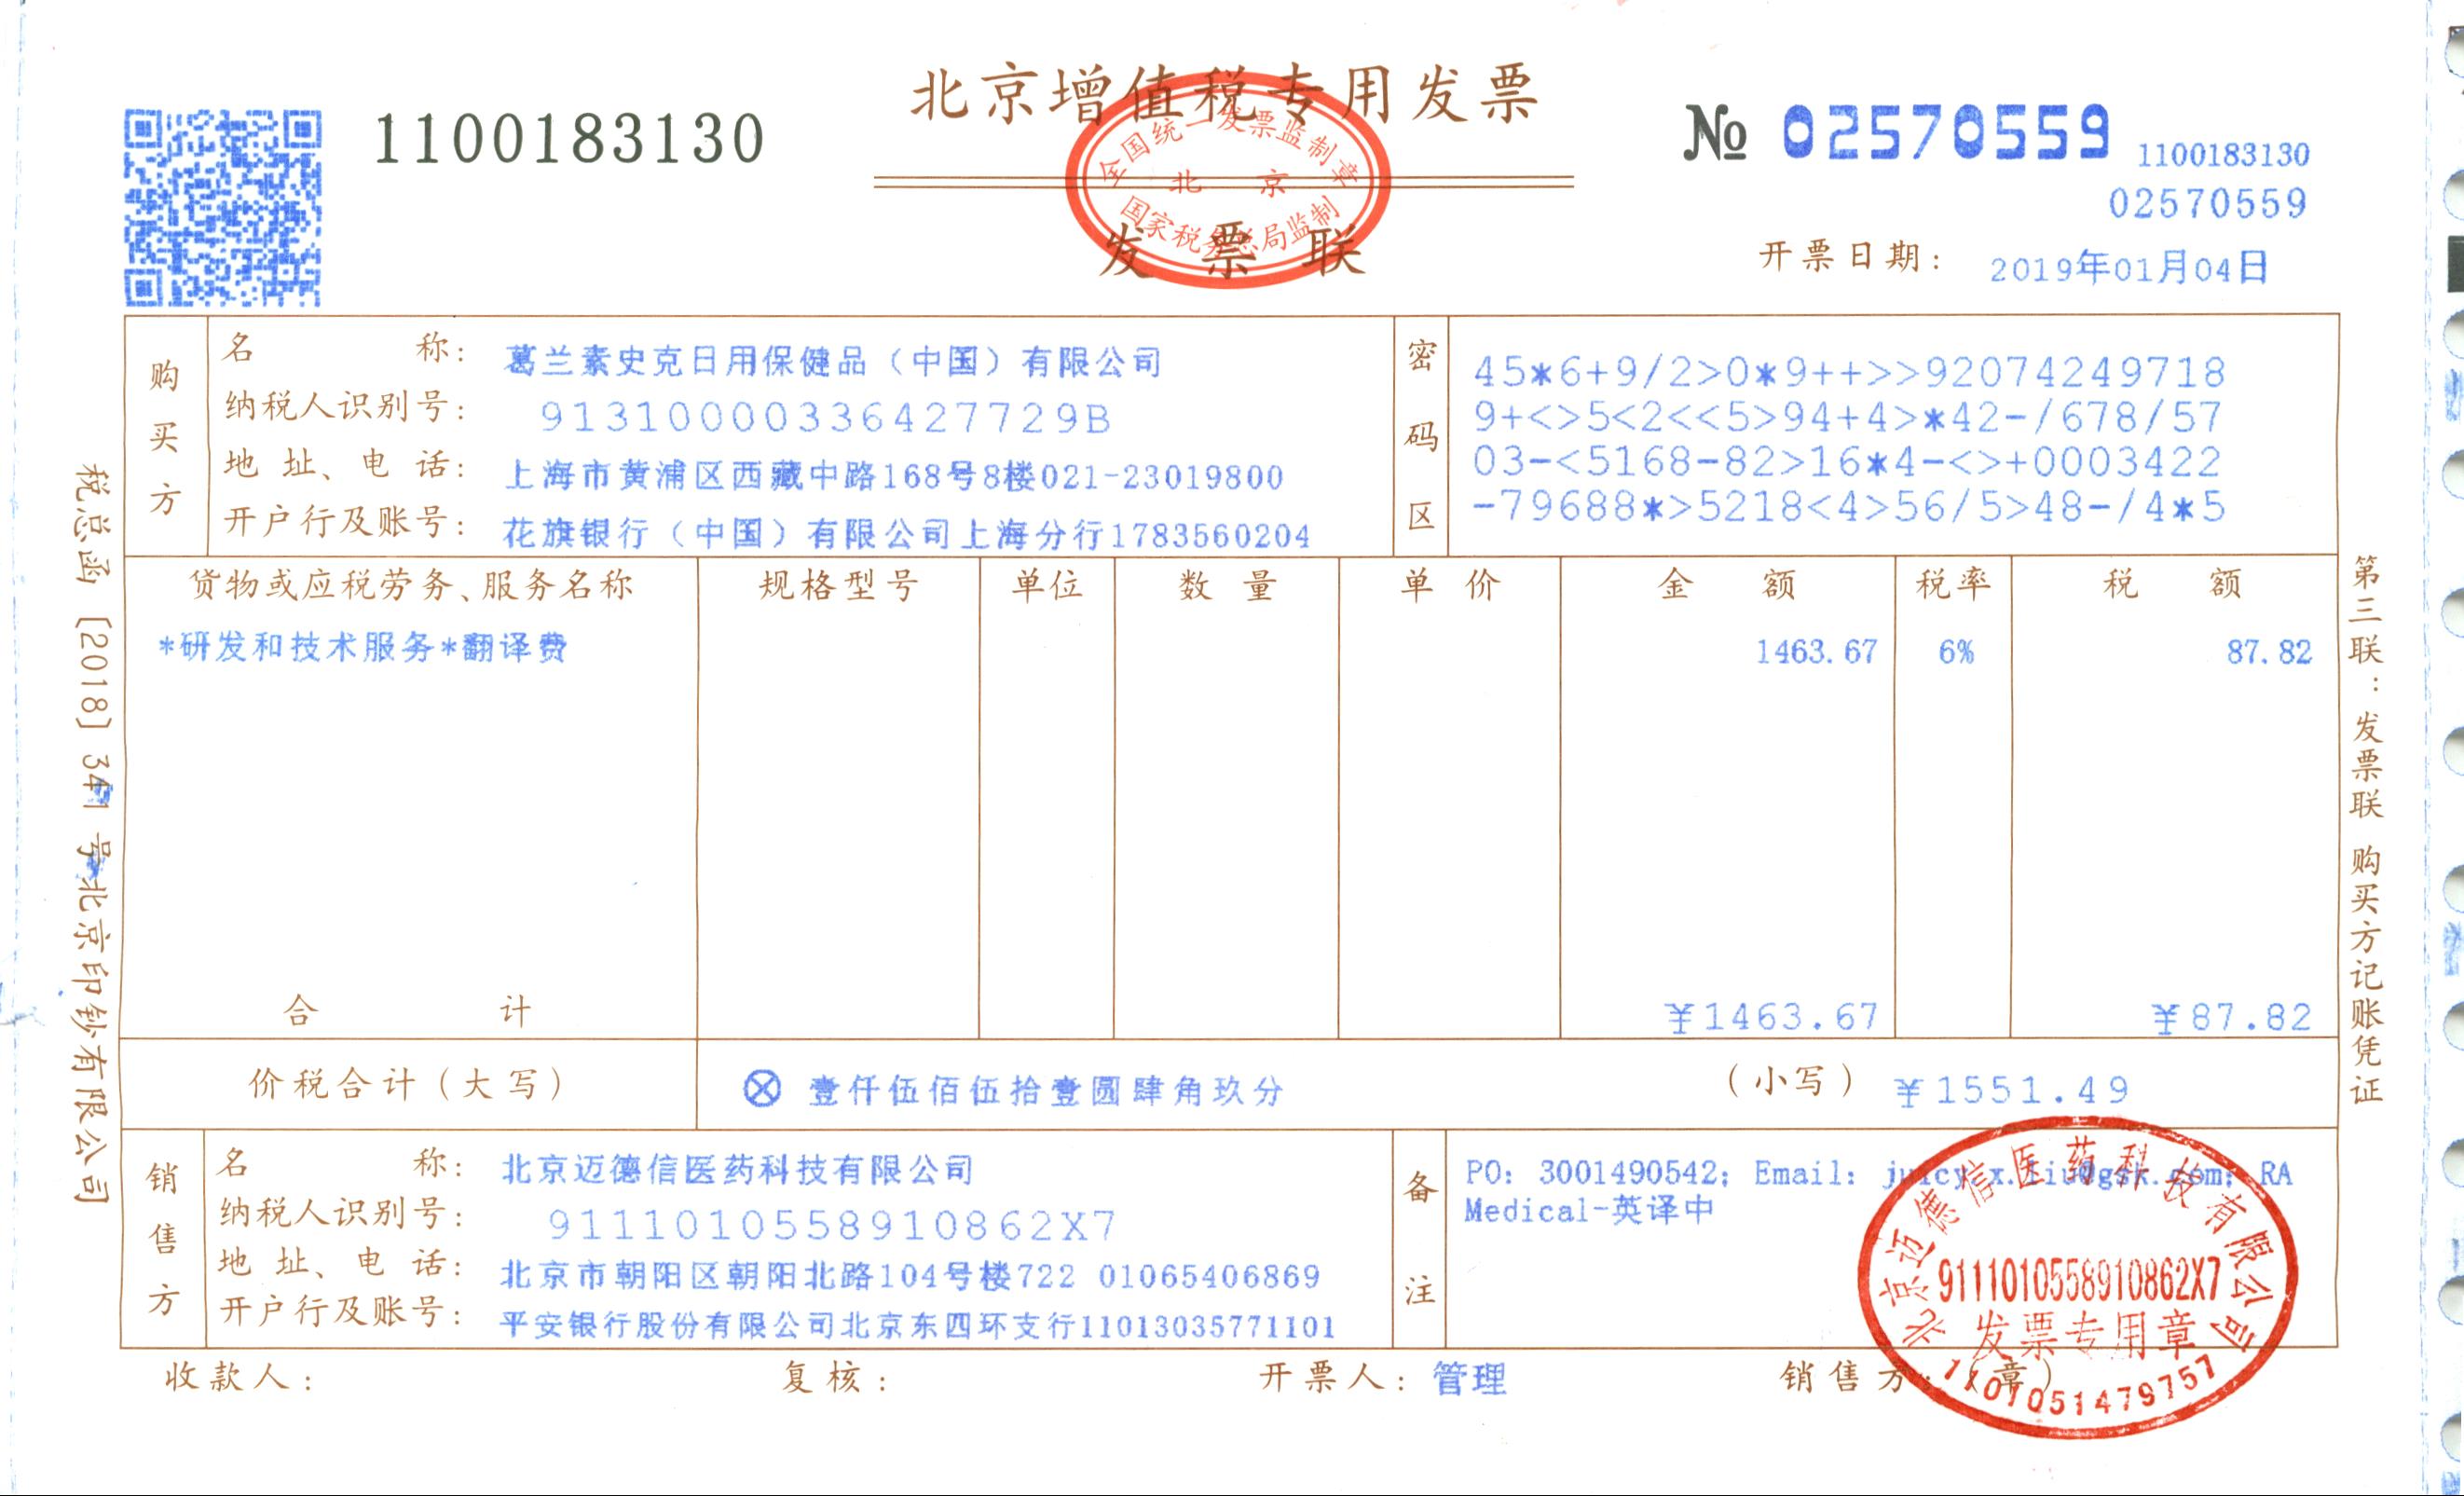 北京增值税专用发票
1100183130
No 02570559
1100183130
02570559
全国统一发票监制章
北京
国家税务总局监制
发票联
开票日期: 2019年01月04日
购买方
名称: 葛兰素史克日用保健品（中国）有限公司
纳税人识别号: 91310000336427729B
地址、电话: 上海市黄浦区西藏中路168号8楼021-23019800
开户行及账号: 花旗银行（中国）有限公司上海分行1783560204
密码区
45*6+9/2>0*9++>>92074249718
9+<>5<2<<5>94+4>*42-/678/57
03-<5168-82>16*4-<>+0003422
-79688*>5218<4>56/5>48-/4*5
货物或应税劳务、服务名称 规格型号 单位 数量 单价 金额 税率 税额
*研发和技术服务*翻译费 1463.67 6% 87.82
合计 ¥1463.67 ¥87.82
价税合计（大写） ⊗壹仟伍佰伍拾壹圆肆角玖分 （小写）¥1551.49
销售方
名称: 北京迈德信医药科技有限公司
纳税人识别号: 9111010558910862X7
地址、电话: 北京市朝阳区朝阳北路104号楼722 01065406869
开户行及账号: 平安银行股份有限公司北京东四环支行11013035771101
备注
PO: 3001490542; Email: juicy.x.liu@gsk.com; RA
Medical-英译中
收款人: 复核: 开票人: 管理 销售方:（章）
北京迈德信医药科技有限公司
9111010558910862X7
发票专用章
1101051479757
税总函〔2018〕341号北京印钞有限公司
第三联：发票联 购买方记账凭证